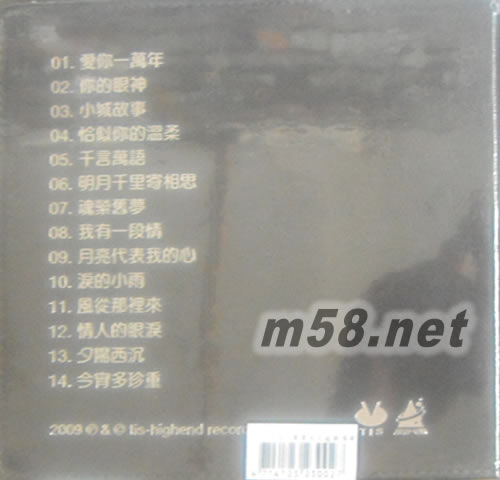 01. 愛你一萬年
02. 你的眼神
03. 小城故事
04. 恰似你的溫柔
05. 千言萬語
06. 明月千里寄相思
07. 魂縈舊夢
08. 我有一段情
09. 月亮代表我的心
10. 淚的小雨
11. 風從那裡來
12. 情人的眼淚
13. 夕陽西沉
14. 今宵多珍重
m58.net
2009 ℗ & © tis-highend recor
TIS